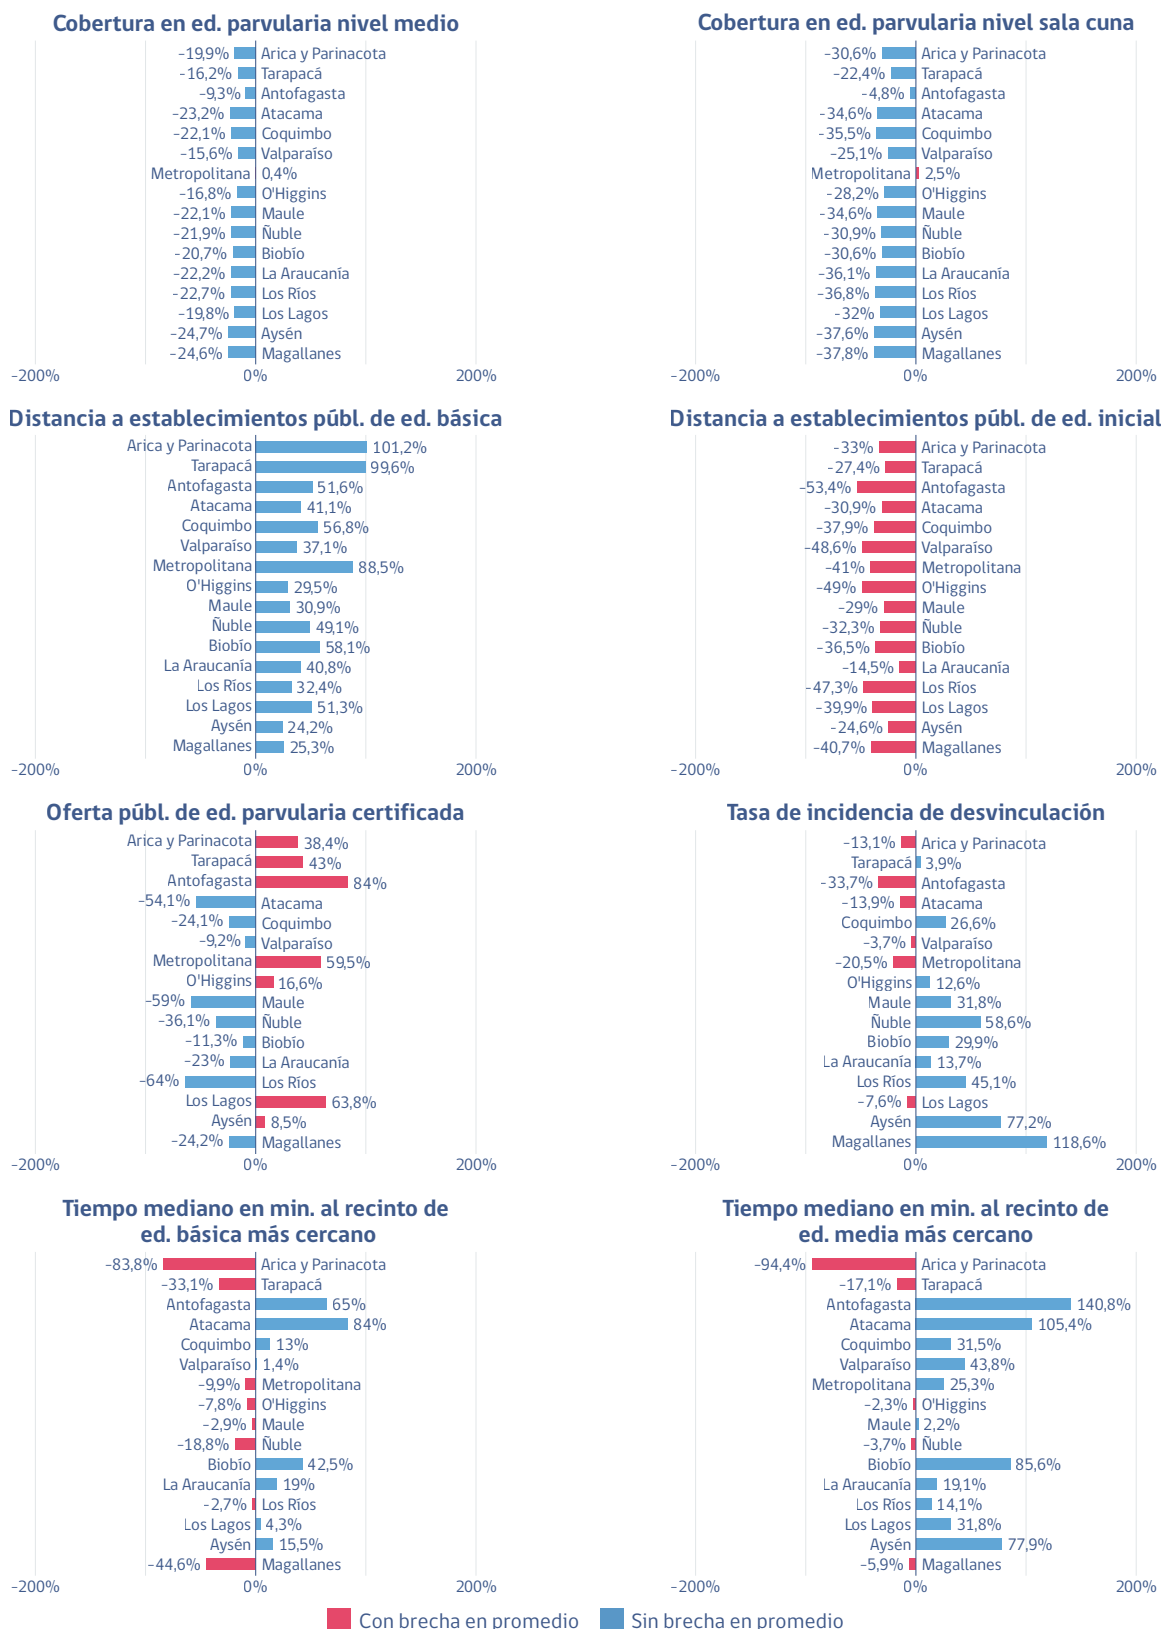 Cobertura en ed. parvularia nivel medio
-19,9% Arica y Parinacota
-16,2% Tarapacá
-9,3% Antofagasta
-23,2% Atacama
-22,1% Coquimbo
-15,6% Valparaíso
Metropolitana 0,4%
-16,8% O'Higgins
-22,1% Maule
-21,9% Ñuble
-20,7% Biobío
-22,2% La Araucanía
-22,7% Los Ríos
-19,8% Los Lagos
-24,7% Aysén
-24,6% Magallanes
-200% 0% 200%
Cobertura en ed. parvularia nivel sala cuna
-30,6% Arica y Parinacota
-22,4% Tarapacá
-4,8% Antofagasta
-34,6% Atacama
-35,5% Coquimbo
-25,1% Valparaíso
Metropolitana 2,5%
-28,2% O'Higgins
-34,6% Maule
-30,9% Ñuble
-30,6% Biobío
-36,1% La Araucanía
-36,8% Los Ríos
-32% Los Lagos
-37,6% Aysén
-37,8% Magallanes
-200% 0% 200%
Distancia a establecimientos públ. de ed. básica
Arica y Parinacota 101,2%
Tarapacá 99,6%
Antofagasta 51,6%
Atacama 41,1%
Coquimbo 56,8%
Valparaíso 37,1%
Metropolitana 88,5%
O'Higgins 29,5%
Maule 30,9%
Ñuble 49,1%
Biobío 58,1%
La Araucanía 40,8%
Los Ríos 32,4%
Los Lagos 51,3%
Aysén 24,2%
Magallanes 25,3%
-200% 0% 200%
Distancia a establecimientos públ. de ed. inicial
-33% Arica y Parinacota
-27,4% Tarapacá
-53,4% Antofagasta
-30,9% Atacama
-37,9% Coquimbo
-48,6% Valparaíso
-41% Metropolitana
-49% O'Higgins
-29% Maule
-32,3% Ñuble
-36,5% Biobío
-14,5% La Araucanía
-47,3% Los Ríos
-39,9% Los Lagos
-24,6% Aysén
-40,7% Magallanes
-200% 0% 200%
Oferta públ. de ed. parvularia certificada
Arica y Parinacota 38,4%
Tarapacá 43%
Antofagasta 84%
-54,1% Atacama
-24,1% Coquimbo
-9,2% Valparaíso
Metropolitana 59,5%
O'Higgins 16,6%
-59% Maule
-36,1% Ñuble
-11,3% Biobío
-23% La Araucanía
-64% Los Ríos
Los Lagos 63,8%
Aysén 8,5%
-24,2% Magallanes
-200% 0% 200%
Tasa de incidencia de desvinculación
-13,1% Arica y Parinacota
Tarapacá 3,9%
-33,7% Antofagasta
-13,9% Atacama
Coquimbo 26,6%
-3,7% Valparaíso
-20,5% Metropolitana
O'Higgins 12,6%
Maule 31,8%
Ñuble 58,6%
Biobío 29,9%
La Araucanía 13,7%
Los Ríos 45,1%
-7,6% Los Lagos
Aysén 77,2%
Magallanes 118,6%
-200% 0% 200%
Tiempo mediano en min. al recinto de
ed. básica más cercano
-83,8% Arica y Parinacota
-33,1% Tarapacá
Antofagasta 65%
Atacama 84%
Coquimbo 13%
Valparaíso 1,4%
-9,9% Metropolitana
-7,8% O'Higgins
-2,9% Maule
-18,8% Ñuble
Biobío 42,5%
La Araucanía 19%
-2,7% Los Ríos
Los Lagos 4,3%
Aysén 15,5%
-44,6% Magallanes
-200% 0% 200%
Tiempo mediano en min. al recinto de
ed. media más cercano
-94,4% Arica y Parinacota
-17,1% Tarapacá
Antofagasta 140,8%
Atacama 105,4%
Coquimbo 31,5%
Valparaíso 43,8%
Metropolitana 25,3%
-2,3% O'Higgins
Maule 2,2%
-3,7% Ñuble
Biobío 85,6%
La Araucanía 19,1%
Los Ríos 14,1%
Los Lagos 31,8%
Aysén 77,9%
-5,9% Magallanes
-200% 0% 200%
Con brecha en promedio Sin brecha en promedio